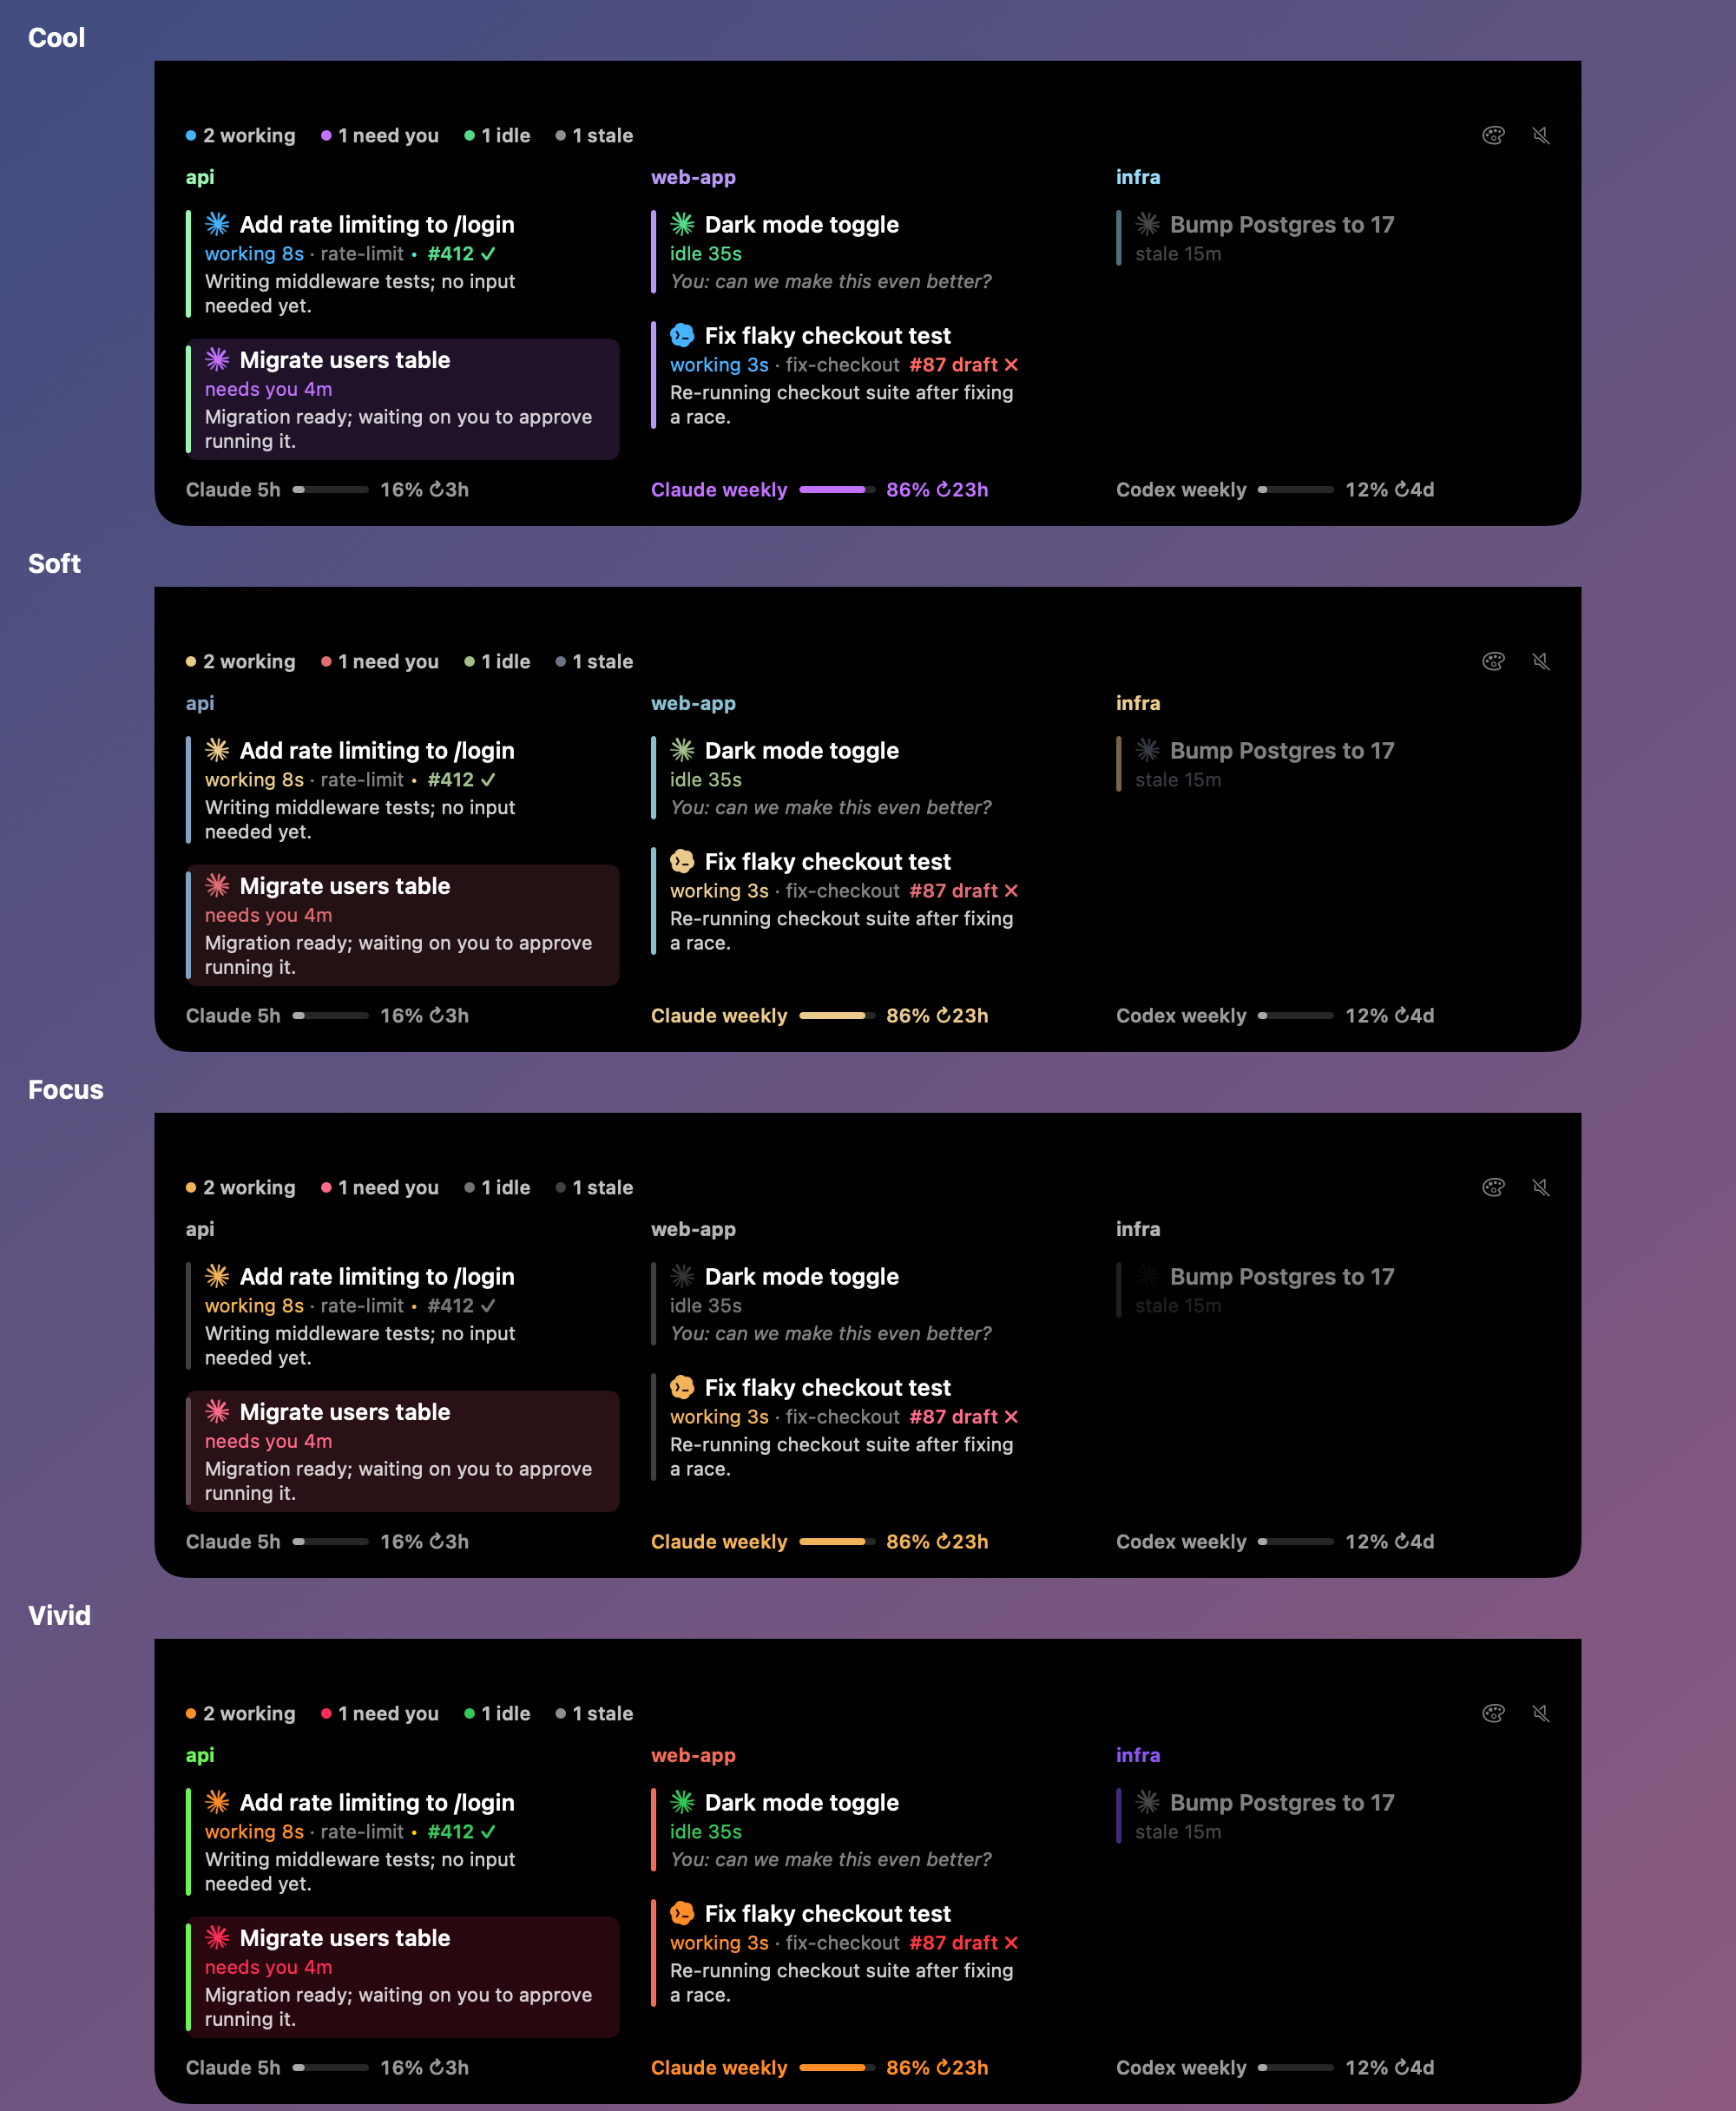 Cool
2 working 1 need you 1 idle 1 stale
api
Add rate limiting to /login
working 8s · rate-limit • #412 ✓
Writing middleware tests; no input
needed yet.
Migrate users table
needs you 4m
Migration ready; waiting on you to approve
running it.
web-app
Dark mode toggle
idle 35s
You: can we make this even better?
Fix flaky checkout test
working 3s · fix-checkout #87 draft ✕
Re-running checkout suite after fixing
a race.
infra
Bump Postgres to 17
stale 15m
Claude 5h 16% ↻3h
Claude weekly 86% ↻23h
Codex weekly 12% ↻4d
Soft
2 working 1 need you 1 idle 1 stale
api
Add rate limiting to /login
working 8s · rate-limit • #412 ✓
Writing middleware tests; no input
needed yet.
Migrate users table
needs you 4m
Migration ready; waiting on you to approve
running it.
web-app
Dark mode toggle
idle 35s
You: can we make this even better?
Fix flaky checkout test
working 3s · fix-checkout #87 draft ✕
Re-running checkout suite after fixing
a race.
infra
Bump Postgres to 17
stale 15m
Claude 5h 16% ↻3h
Claude weekly 86% ↻23h
Codex weekly 12% ↻4d
Focus
2 working 1 need you 1 idle 1 stale
api
Add rate limiting to /login
working 8s · rate-limit • #412 ✓
Writing middleware tests; no input
needed yet.
Migrate users table
needs you 4m
Migration ready; waiting on you to approve
running it.
web-app
Dark mode toggle
idle 35s
You: can we make this even better?
Fix flaky checkout test
working 3s · fix-checkout #87 draft ✕
Re-running checkout suite after fixing
a race.
infra
Bump Postgres to 17
stale 15m
Claude 5h 16% ↻3h
Claude weekly 86% ↻23h
Codex weekly 12% ↻4d
Vivid
2 working 1 need you 1 idle 1 stale
api
Add rate limiting to /login
working 8s · rate-limit • #412 ✓
Writing middleware tests; no input
needed yet.
Migrate users table
needs you 4m
Migration ready; waiting on you to approve
running it.
web-app
Dark mode toggle
idle 35s
You: can we make this even better?
Fix flaky checkout test
working 3s · fix-checkout #87 draft ✕
Re-running checkout suite after fixing
a race.
infra
Bump Postgres to 17
stale 15m
Claude 5h 16% ↻3h
Claude weekly 86% ↻23h
Codex weekly 12% ↻4d